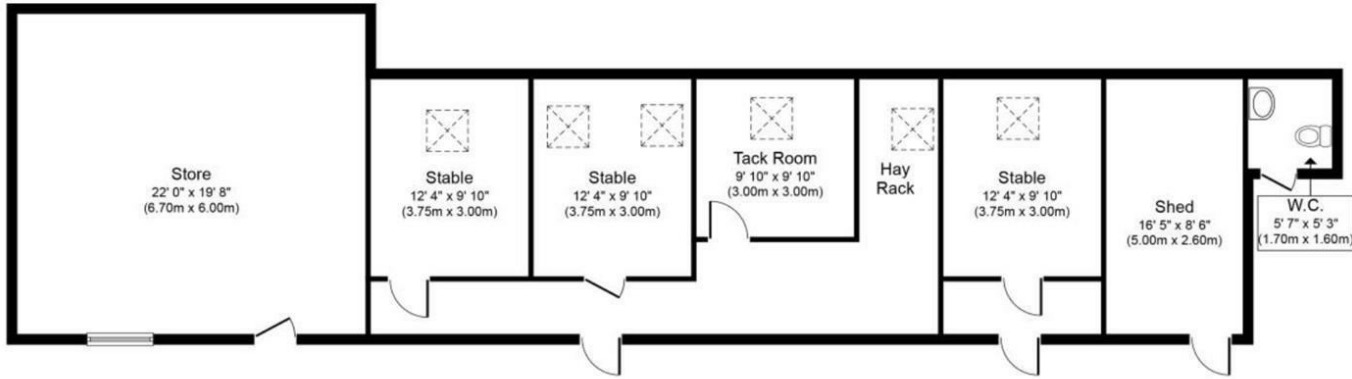 Store
22' 0" x 19' 8"
(6.70m x 6.00m)
Stable
12' 4" x 9' 10"
(3.75m x 3.00m)
Stable
12' 4" x 9' 10"
(3.75m x 3.00m)
Tack Room
9' 10" x 9' 10"
(3.00m x 3.00m)
Hay
Rack
Stable
12' 4" x 9' 10"
(3.75m x 3.00m)
Shed
16' 5" x 8' 6"
(5.00m x 2.60m)
W.C.
5' 7" x 5' 3"
(1.70m x 1.60m)